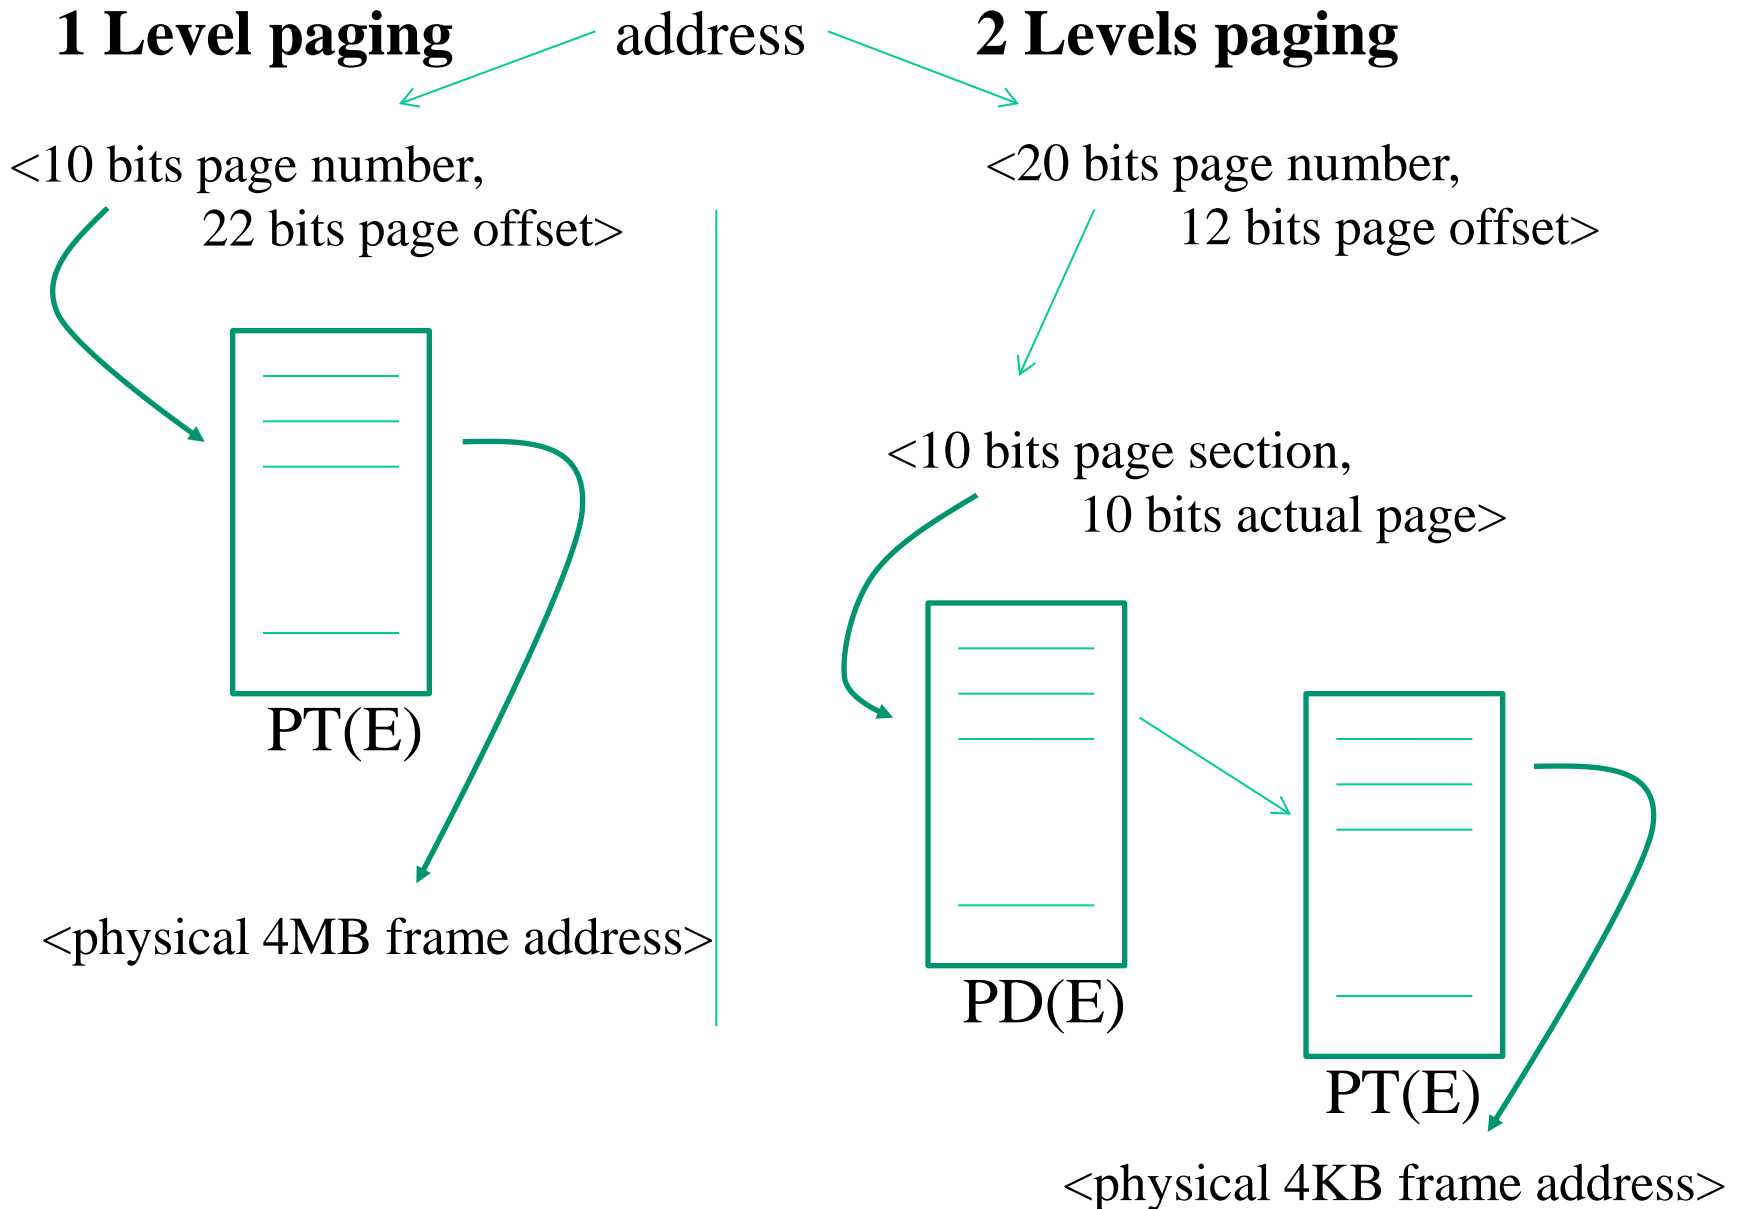 1 Level paging
address
2 Levels paging
<10 bits page number,
22 bits page offset>
PT(E)
<physical 4MB frame address>
<20 bits page number,
12 bits page offset>
<10 bits page section,
10 bits actual page>
PD(E)
PT(E)
<physical 4KB frame address>